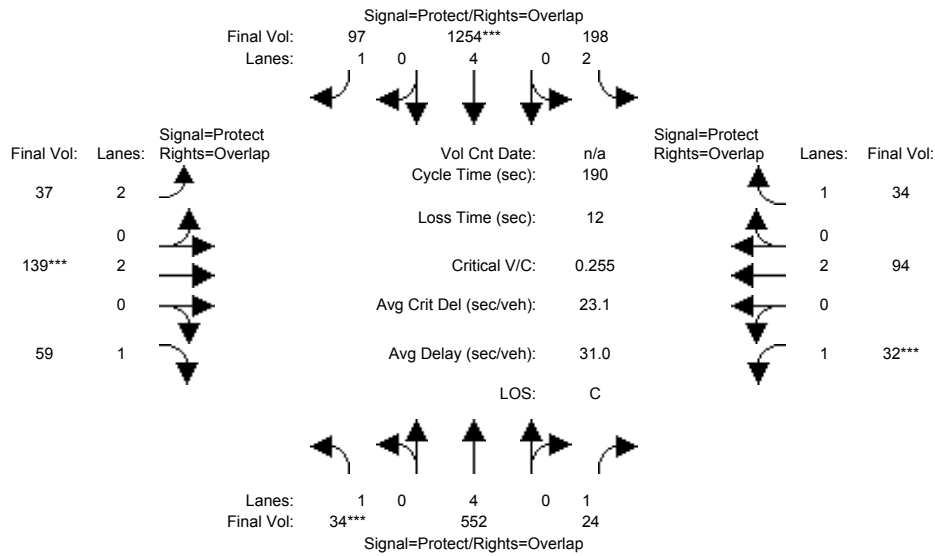 Signal=Protect/Rights=Overlap
Final Vol: 97 1254*** 198
Lanes: 1 0 4 0 2
Signal=Protect Signal=Protect
Final Vol: Lanes: Rights=Overlap Vol Cnt Date: n/a Rights=Overlap Lanes: Final Vol:
Cycle Time (sec): 190
37 2 1 34
Loss Time (sec): 12
0 0
139*** 2 Critical V/C: 0.255 2 94
0 Avg Crit Del (sec/veh): 23.1 0
59 1 Avg Delay (sec/veh): 31.0 1 32***
LOS: C
Lanes: 1 0 4 0 1
Final Vol: 34*** 552 24
Signal=Protect/Rights=Overlap